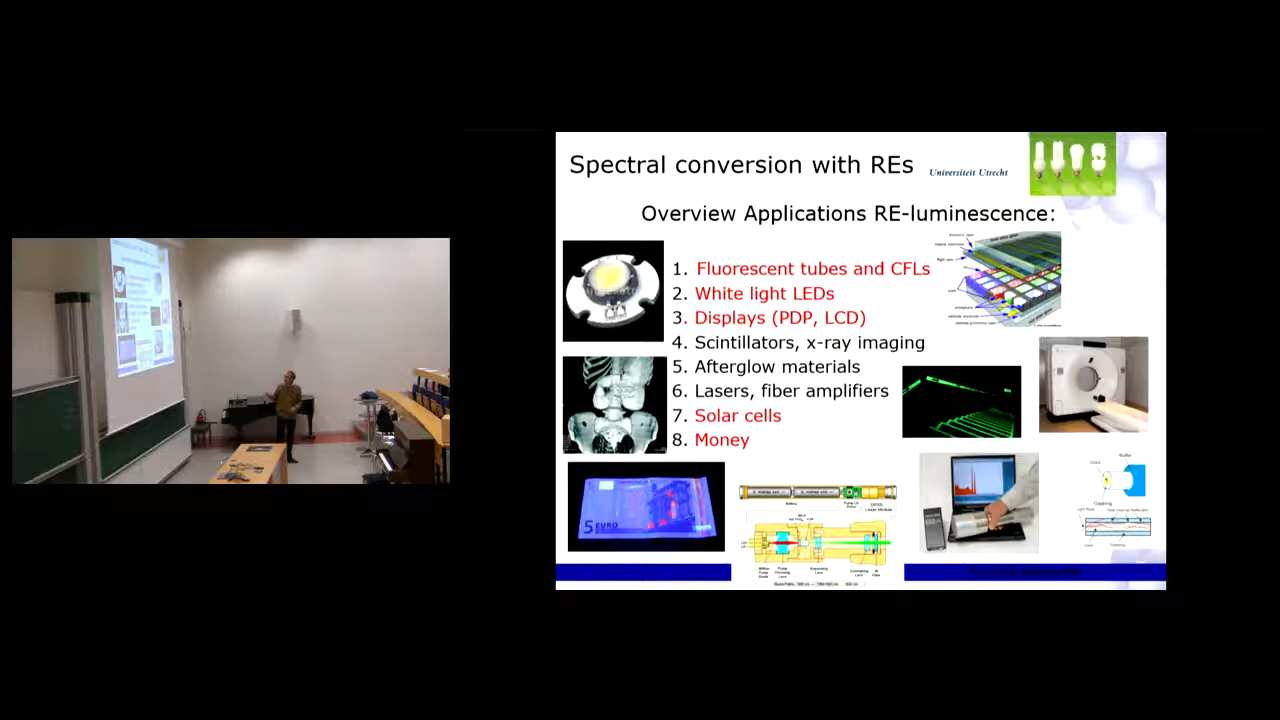 Spectral conversion with REs
Universiteit Utrecht
Overview Applications RE-luminescence:
1. Fluorescent tubes and CFLs
2. White light LEDs
3. Displays (PDP, LCD)
4. Scintillators, x-ray imaging
5. Afterglow materials
6. Lasers, fiber amplifiers
7. Solar cells
8. Money
5 EURO